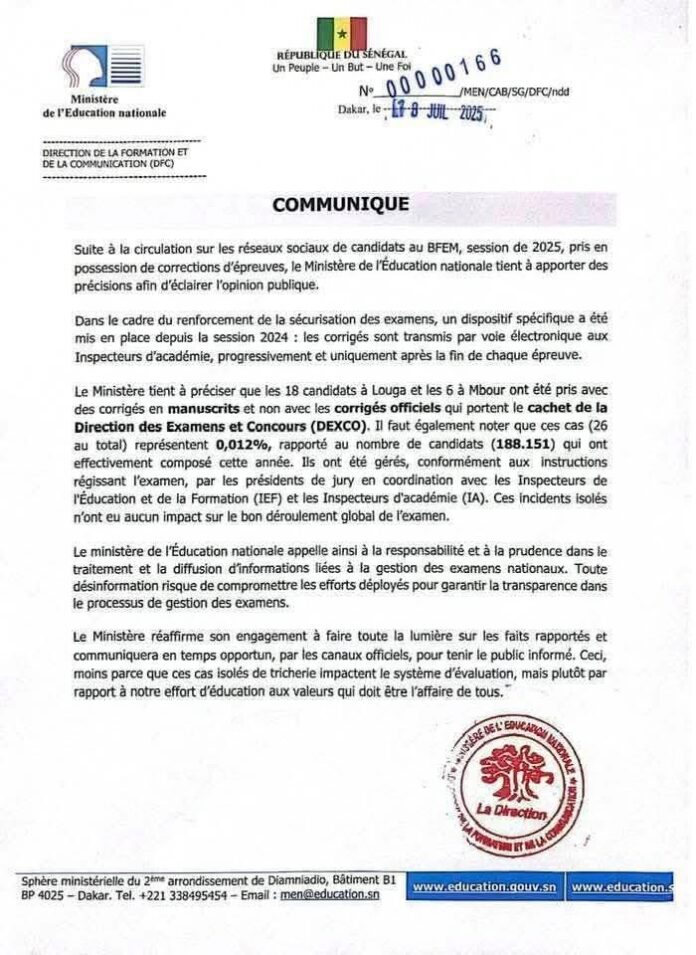 RÉPUBLIQUE DU SÉNÉGAL
Un Peuple – Un But – Une Foi
Ministère
de l'Education nationale
N° 00000166 /MEN/CAB/SG/DFC/ndd
Dakar, le JUIL 2025
DIRECTION DE LA FORMATION ET
DE LA COMMUNICATION (DFC)
COMMUNIQUE
Suite à la circulation sur les réseaux sociaux de candidats au BFEM, session de 2025, pris en
possession de corrections d'épreuves, le Ministère de l'Éducation nationale tient à apporter des
précisions afin d'éclairer l'opinion publique.
Dans le cadre du renforcement de la sécurisation des examens, un dispositif spécifique a été
mis en place depuis la session 2024 : les corrigés sont transmis par voie électronique aux
Inspecteurs d'académie, progressivement et uniquement après la fin de chaque épreuve.
Le Ministère tient à préciser que les 18 candidats à Louga et les 6 à Mbour ont été pris avec
des corrigés en manuscrits et non avec les corrigés officiels qui portent le cachet de la
Direction des Examens et Concours (DEXCO). Il faut également noter que ces cas (26
au total) représentent 0,012%, rapporté au nombre de candidats (188.151) qui ont
effectivement composé cette année. Ils ont été gérés, conformément aux instructions
régissant l'examen, par les présidents de jury en coordination avec les Inspecteurs de
l'Éducation et de la Formation (IEF) et les Inspecteurs d'académie (IA). Ces incidents isolés
n'ont eu aucun impact sur le bon déroulement global de l'examen.
Le ministère de l'Éducation nationale appelle ainsi à la responsabilité et à la prudence dans le
traitement et la diffusion d'informations liées à la gestion des examens nationaux. Toute
désinformation risque de compromettre les efforts déployés pour garantir la transparence dans
le processus de gestion des examens.
Le Ministère réaffirme son engagement à faire toute la lumière sur les faits rapportés et
communiquera en temps opportun, par les canaux officiels, pour tenir le public informé. Ceci,
moins parce que ces cas isolés de tricherie impactent le système d'évaluation, mais plutôt par
rapport à notre effort d'éducation aux valeurs qui doit être l'affaire de tous.
MINISTÈRE DE L'EDUCATION NATIONALE
La Direction
DE LA FORMATION ET DE LA COMMUNICATION
Sphère ministérielle du 2ème arrondissement de Diamniadio, Bâtiment B1
BP 4025 – Dakar. Tel. +221 338495454 – Email : men@education.sn
www.education.gouv.sn
www.education.s